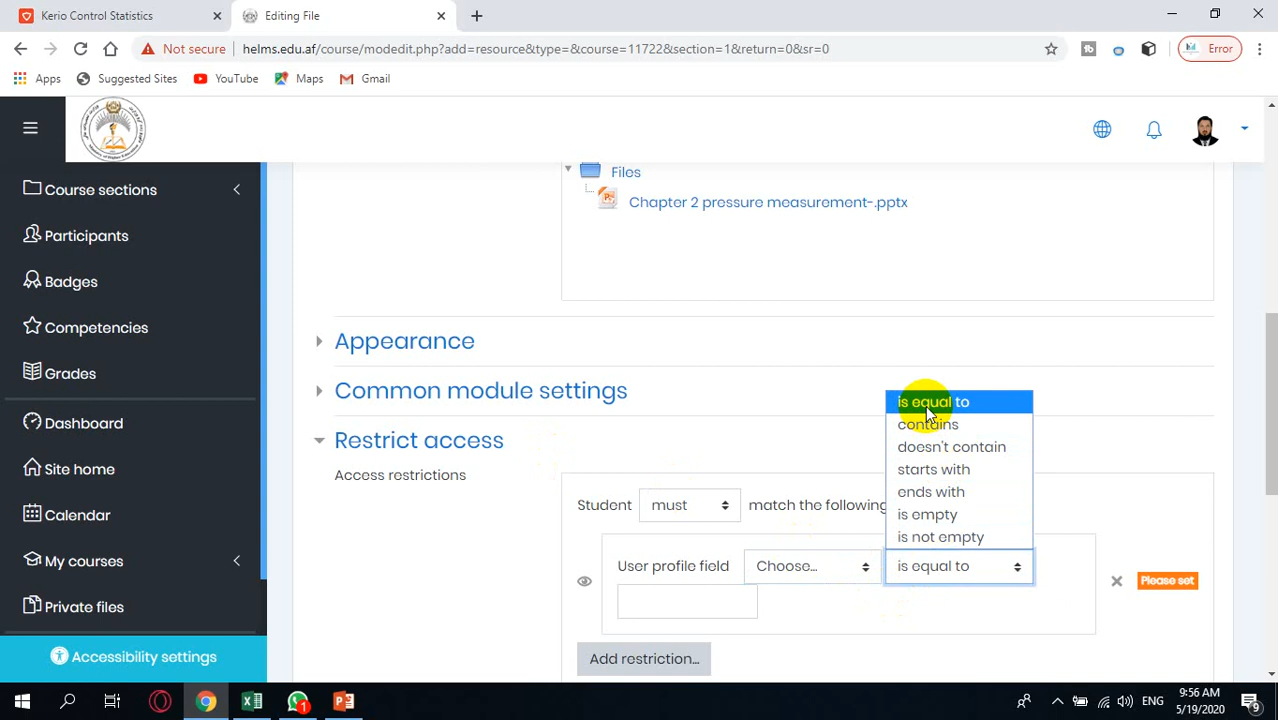 Kerio Control Statistics
Editing File
Not secure
helms.edu.af/course/modedit.php?add=resource&type=&course=11722&section=1&return=0&sr=0
Error
Apps
Suggested Sites
YouTube
Maps
Gmail
Course sections
Participants
Badges
Competencies
Grades
Dashboard
Site home
Calendar
My courses
Private files
Accessibility settings
Files
Chapter 2 pressure measurement-.pptx
Appearance
Common module settings
Restrict access
Access restrictions
Student must match the following
is equal to
contains
doesn't contain
starts with
ends with
is empty
is not empty
User profile field Choose... is equal to
Please set
Add restriction...
1
ENG
9:56 AM
5/19/2020
9